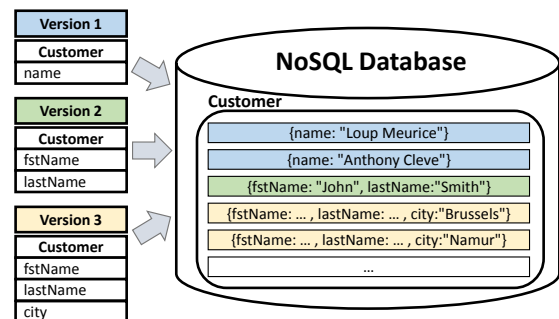 Version 1
Customer
name
Version 2
Customer
fstName
lastName
Version 3
Customer
fstName
lastName
city
NoSQL Database
Customer
{name: "Loup Meurice"}
{name: "Anthony Cleve"}
{fstName: "John", lastName:"Smith"}
{fstName: … , lastName: … , city:"Brussels"}
{fstName: … , lastName: … , city:"Namur"}
…